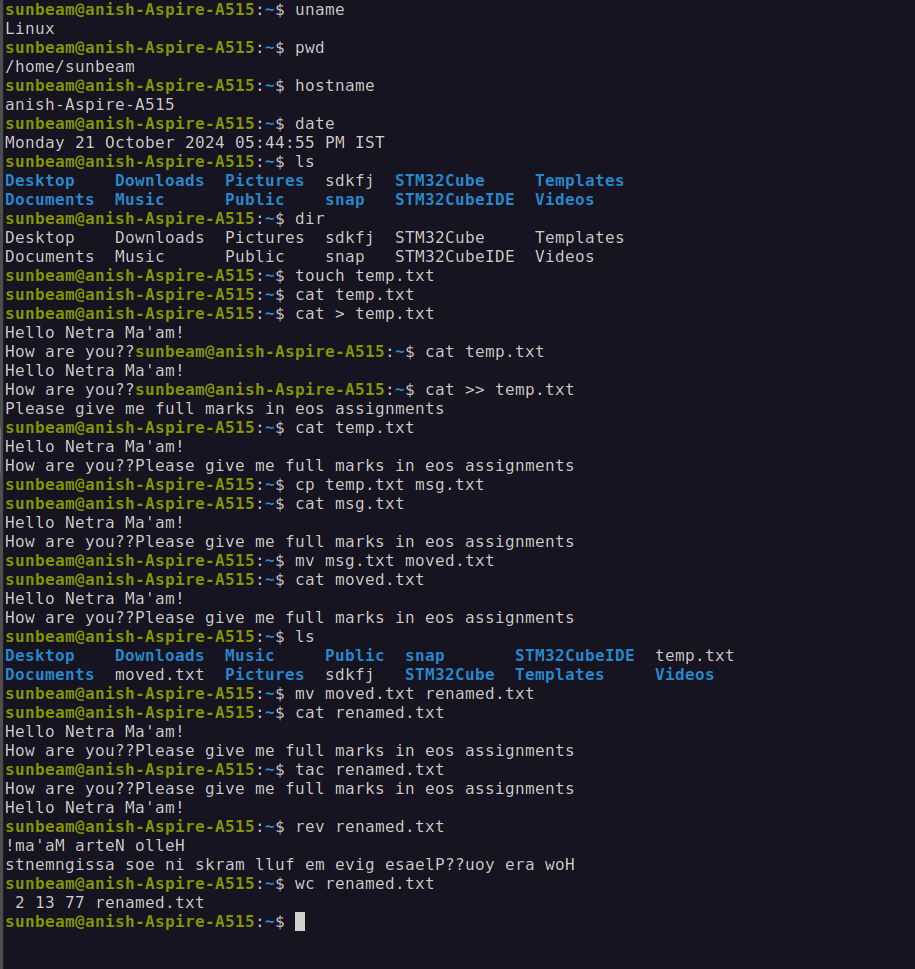 sunbeam@anish-Aspire-A515:~$ uname
Linux
sunbeam@anish-Aspire-A515:~$ pwd
/home/sunbeam
sunbeam@anish-Aspire-A515:~$ hostname
anish-Aspire-A515
sunbeam@anish-Aspire-A515:~$ date
Monday 21 October 2024 05:44:55 PM IST
sunbeam@anish-Aspire-A515:~$ ls
Desktop    Downloads  Pictures  sdkfj  STM32Cube     Templates
Documents  Music      Public    snap   STM32CubeIDE  Videos
sunbeam@anish-Aspire-A515:~$ dir
Desktop    Downloads  Pictures  sdkfj  STM32Cube     Templates
Documents  Music      Public    snap   STM32CubeIDE  Videos
sunbeam@anish-Aspire-A515:~$ touch temp.txt
sunbeam@anish-Aspire-A515:~$ cat temp.txt
sunbeam@anish-Aspire-A515:~$ cat > temp.txt
Hello Netra Ma'am!
How are you??sunbeam@anish-Aspire-A515:~$ cat temp.txt
Hello Netra Ma'am!
How are you??sunbeam@anish-Aspire-A515:~$ cat >> temp.txt
Please give me full marks in eos assignments
sunbeam@anish-Aspire-A515:~$ cat temp.txt
Hello Netra Ma'am!
How are you??Please give me full marks in eos assignments
sunbeam@anish-Aspire-A515:~$ cp temp.txt msg.txt
sunbeam@anish-Aspire-A515:~$ cat msg.txt
Hello Netra Ma'am!
How are you??Please give me full marks in eos assignments
sunbeam@anish-Aspire-A515:~$ mv msg.txt moved.txt
sunbeam@anish-Aspire-A515:~$ cat moved.txt
Hello Netra Ma'am!
How are you??Please give me full marks in eos assignments
sunbeam@anish-Aspire-A515:~$ ls
Desktop    Downloads  Music     Public  snap       STM32CubeIDE  temp.txt
Documents  moved.txt  Pictures  sdkfj   STM32Cube  Templates     Videos
sunbeam@anish-Aspire-A515:~$ mv moved.txt renamed.txt
sunbeam@anish-Aspire-A515:~$ cat renamed.txt
Hello Netra Ma'am!
How are you??Please give me full marks in eos assignments
sunbeam@anish-Aspire-A515:~$ tac renamed.txt
How are you??Please give me full marks in eos assignments
Hello Netra Ma'am!
sunbeam@anish-Aspire-A515:~$ rev renamed.txt
!ma'aM arteN olleH
stnemngissa soe ni skram lluf em evig esaelP??uoy era woH
sunbeam@anish-Aspire-A515:~$ wc renamed.txt
 2 13 77 renamed.txt
sunbeam@anish-Aspire-A515:~$